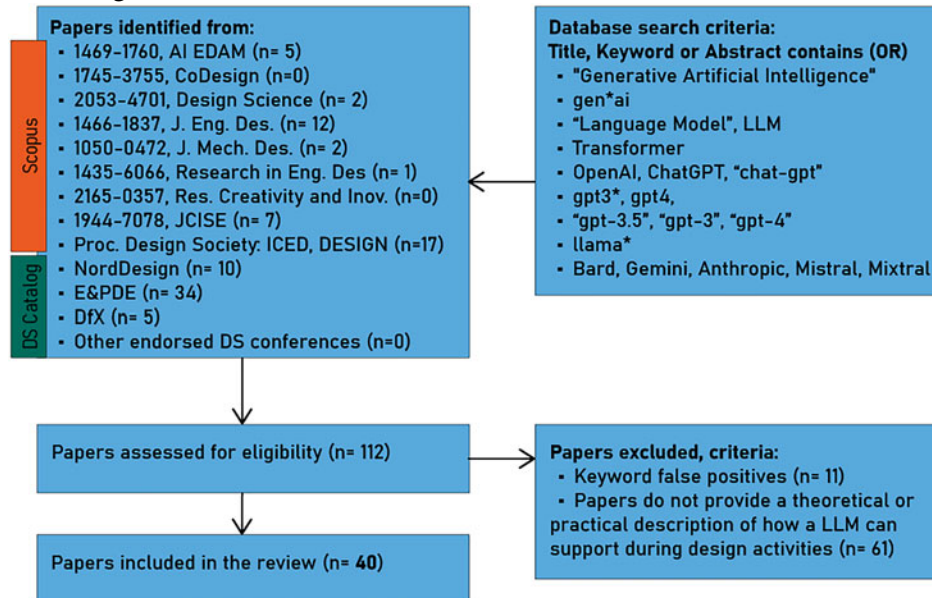 Papers identified from:
▪ 1469-1760, AI EDAM (n= 5)
▪ 1745-3755, CoDesign (n=0)
▪ 2053-4701, Design Science (n= 2)
▪ 1466-1837, J. Eng. Des. (n= 12)
▪ 1050-0472, J. Mech. Des. (n= 2)
▪ 1435-6066, Research in Eng. Des (n= 1)
▪ 2165-0357, Res. Creativity and Inov. (n=0)
▪ 1944-7078, JCISE (n= 7)
▪ Proc. Design Society: ICED, DESIGN (n=17)
▪ NordDesign (n= 10)
▪ E&PDE (n= 34)
▪ DfX (n= 5)
▪ Other endorsed DS conferences (n=0)
Scopus
DS Catalog
Database search criteria:
Title, Keyword or Abstract contains (OR)
▪ "Generative Artificial Intelligence"
▪ gen*ai
▪ “Language Model”, LLM
▪ Transformer
▪ OpenAI, ChatGPT, “chat-gpt”
▪ gpt3*, gpt4,
▪ “gpt-3.5”, “gpt-3”, “gpt-4”
▪ llama*
▪ Bard, Gemini, Anthropic, Mistral, Mixtral
Papers assessed for eligibility (n= 112)
Papers excluded, criteria:
▪ Keyword false positives (n= 11)
▪ Papers do not provide a theoretical or
practical description of how a LLM can
support during design activities (n= 61)
Papers included in the review (n= 40)